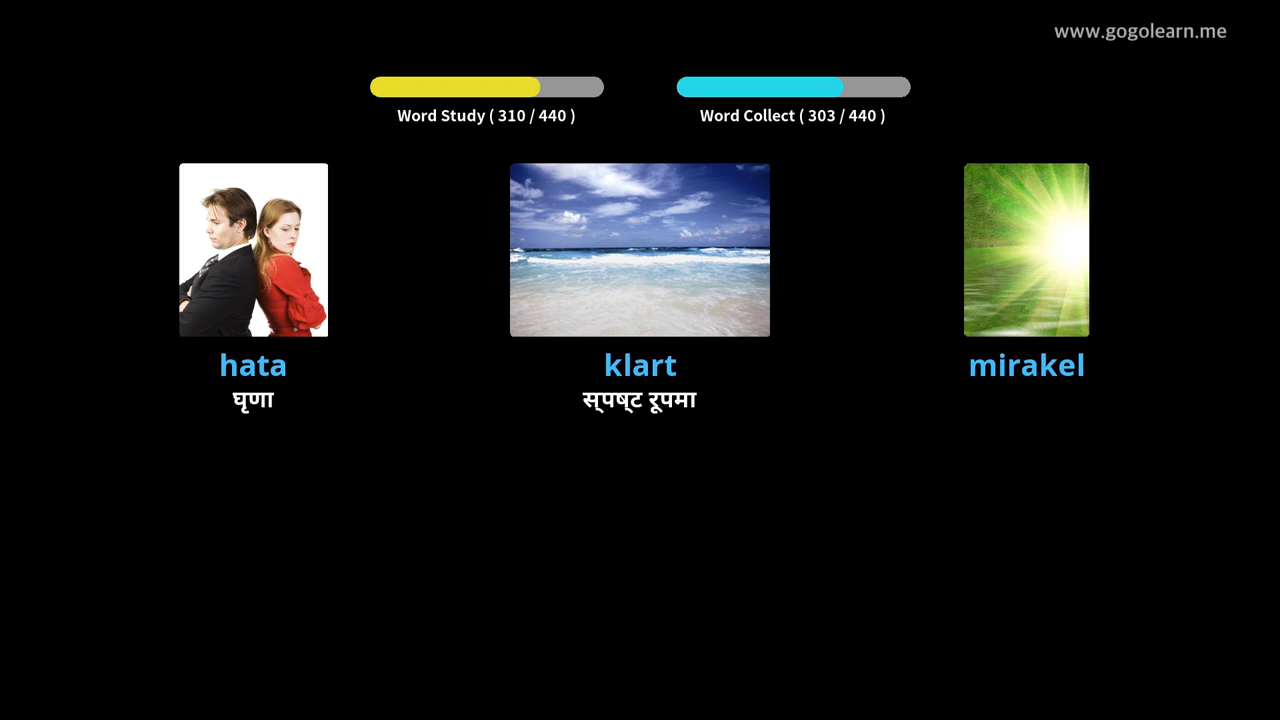 www.gogolearn.me
Word Study ( 310 / 440 )
Word Collect ( 303 / 440 )
hata
klart
mirakel
घृणा
स्पष्ट रूपमा